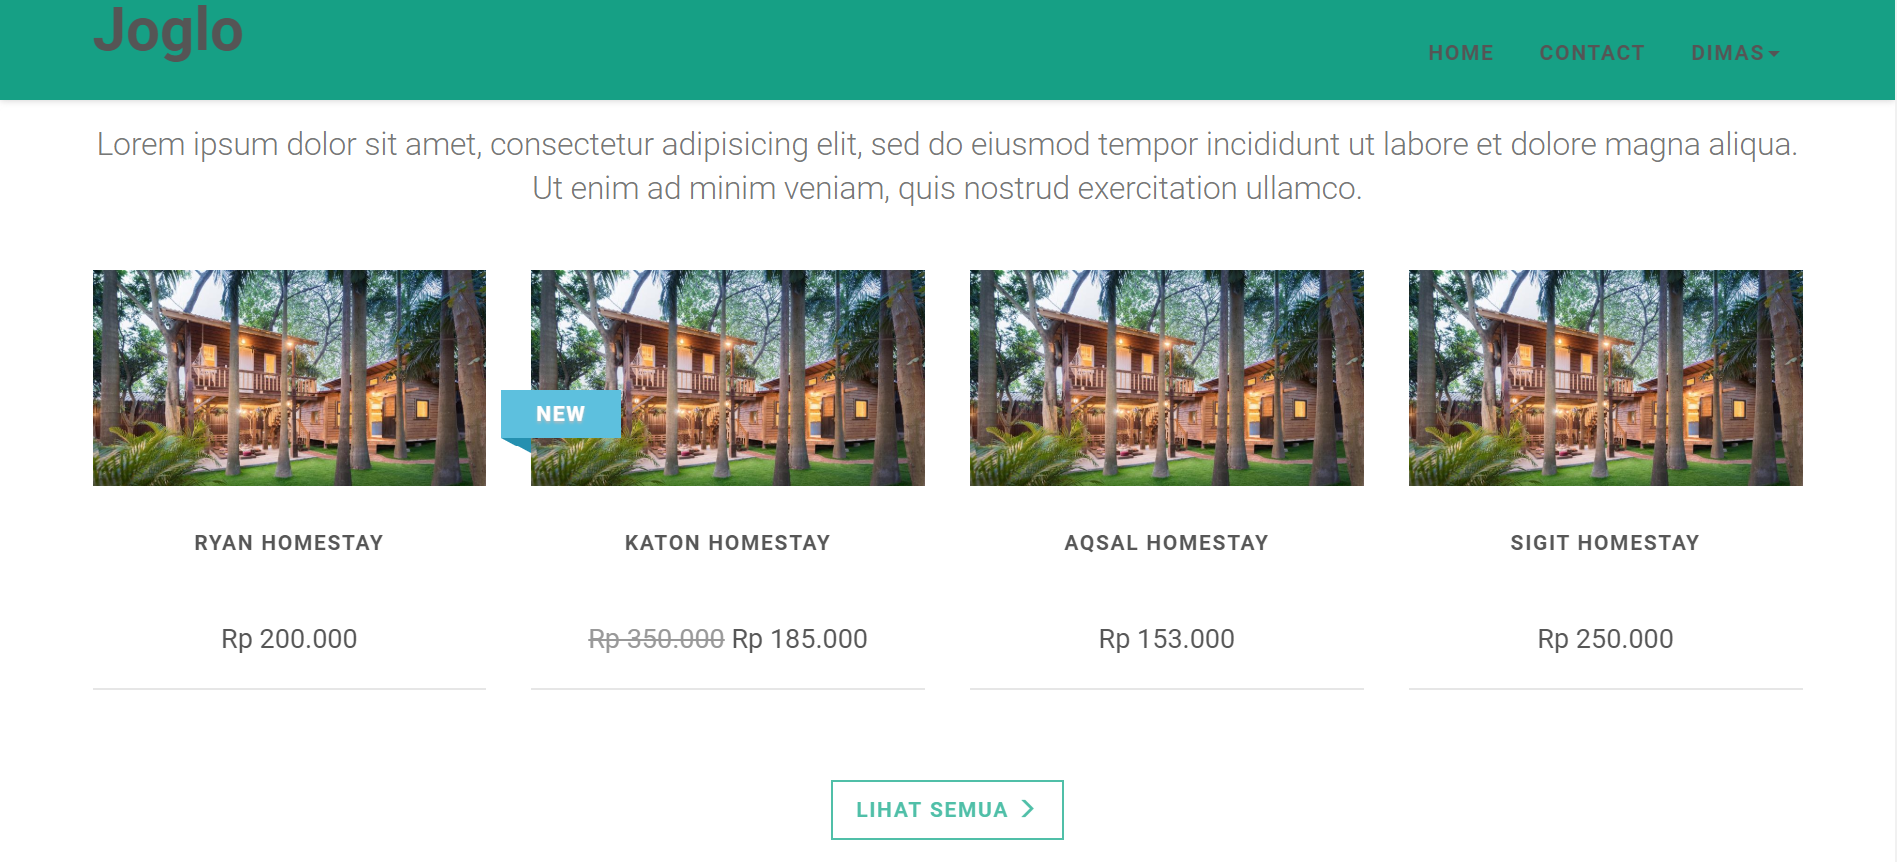 Joglo
HOME CONTACT DIMAS
Lorem ipsum dolor sit amet, consectetur adipisicing elit, sed do eiusmod tempor incididunt ut labore et dolore magna aliqua.
Ut enim ad minim veniam, quis nostrud exercitation ullamco.
NEW
RYAN HOMESTAY
Rp 200.000
KATON HOMESTAY
Rp 350.000 Rp 185.000
AQSAL HOMESTAY
Rp 153.000
SIGIT HOMESTAY
Rp 250.000
LIHAT SEMUA